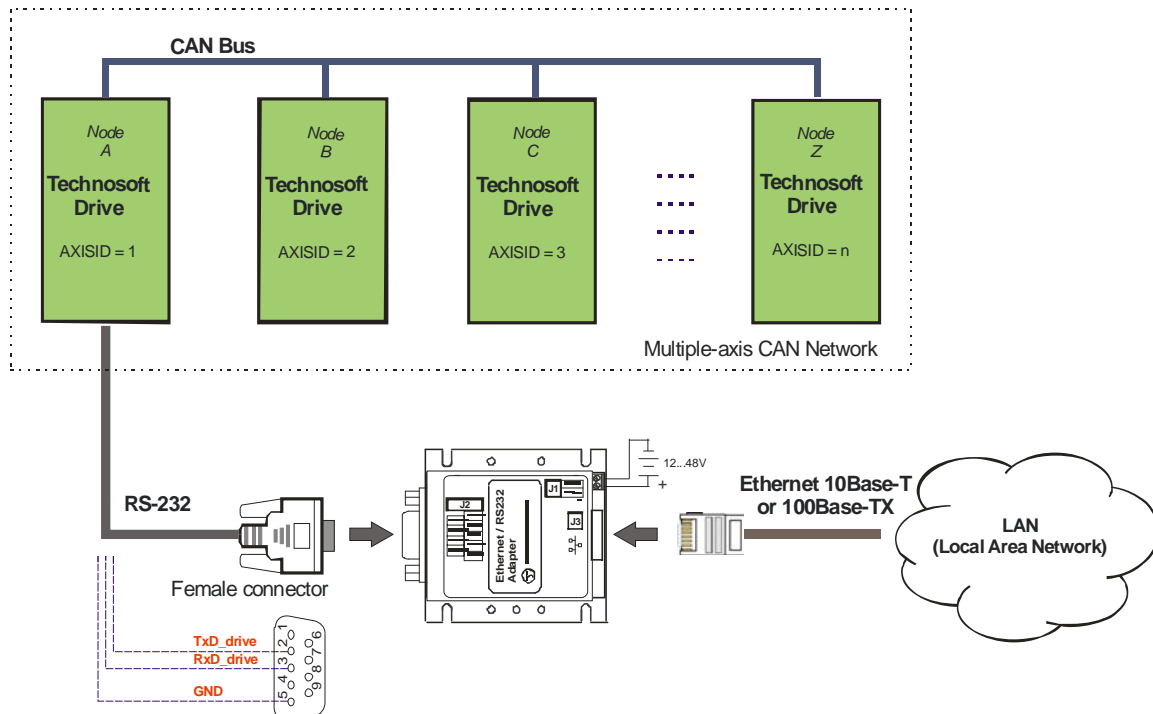 CAN Bus
Node
A
Technosoft
Drive
AXISID = 1
Node
B
Technosoft
Drive
AXISID = 2
Node
C
Technosoft
Drive
AXISID = 3
Node
Z
Technosoft
Drive
AXISID = n
Multiple-axis CAN Network
RS-232
Female connector
J2
J1
J3
Ethernet / RS232
Adapter
12...48V
+
Ethernet 10Base-T
or 100Base-TX
LAN
(Local Area Network)
TxD_drive
RxD_drive
GND
1
2
3
4
5
6
7
8
9